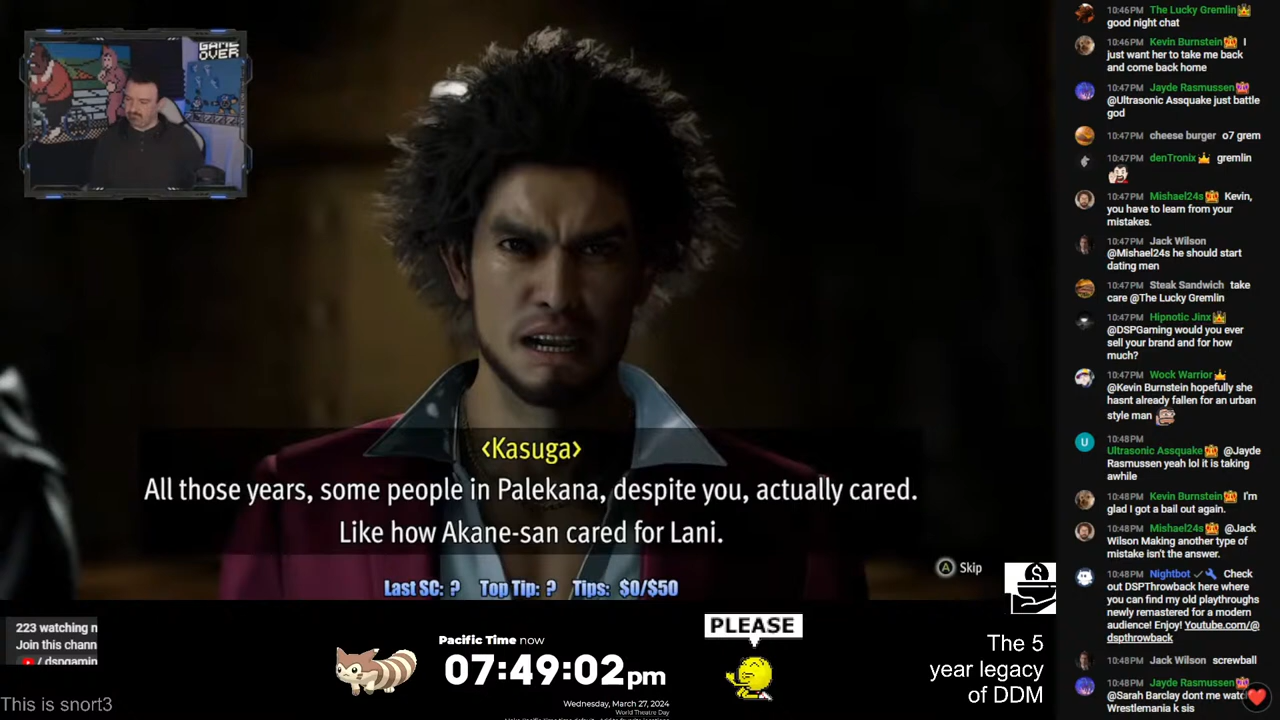 GAME
OVER
<Kasuga>
All those years, some people in Palekana, despite you, actually cared.
Like how Akane-san cared for Lani.
A Skip
Last SC: ? Top Tip: ? Tips: $0/$50
223 watching n
Join this chann
/ dspgamin
This is snort3
Pacific Time now
07:49:02pm
Wednesday, March 27, 2024
World Theatre Day
PLEASE
The 5
year legacy
of DDM
10:46PM The Lucky Gremlin
good night chat
10:46PM Kevin Burnstein I
just want her to take me back
and come back home
10:47PM Jayde Rasmussen
@Ultrasonic Assquake just battle
god
10:47PM cheese burger o7 grem
10:47PM denTronix gremlin
10:47PM Mishael24s Kevin,
you have to learn from your
mistakes.
10:47PM Jack Wilson
@Mishael24s he should start
dating men
10:47PM Steak Sandwich take
care @The Lucky Gremlin
10:47PM Hipnotic Jinx
@DSPGaming would you ever
sell your brand and for how
much?
10:47PM Wock Warrior
@Kevin Burnstein hopefully she
hasnt already fallen for an urban
style man
10:48PM
Ultrasonic Assquake @Jayde
Rasmussen yeah lol it is taking
awhile
10:48PM Kevin Burnstein I'm
glad I got a bail out again.
10:48PM Mishael24s @Jack
Wilson Making another type of
mistake isn't the answer.
10:48PM Nightbot Check
out DSPThrowback here where
you can find my old playthroughs
newly remastered for a modern
audience! Enjoy! Youtube.com/@
dspthrowback
10:48PM Jack Wilson screwball
10:48PM Jayde Rasmussen
@Sarah Barclay dont me watc
Wrestlemania k sis